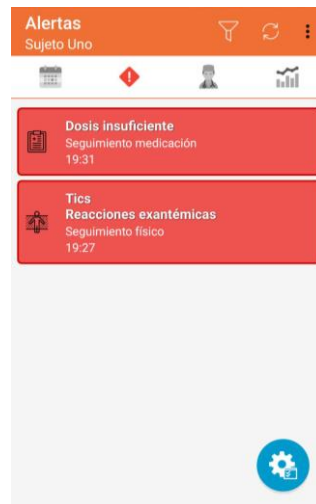 Alertas
Sujeto Uno
Dosis insuficiente
Seguimiento medicación
19:31
Tics
Reacciones exantémicas
Seguimiento físico
19:27